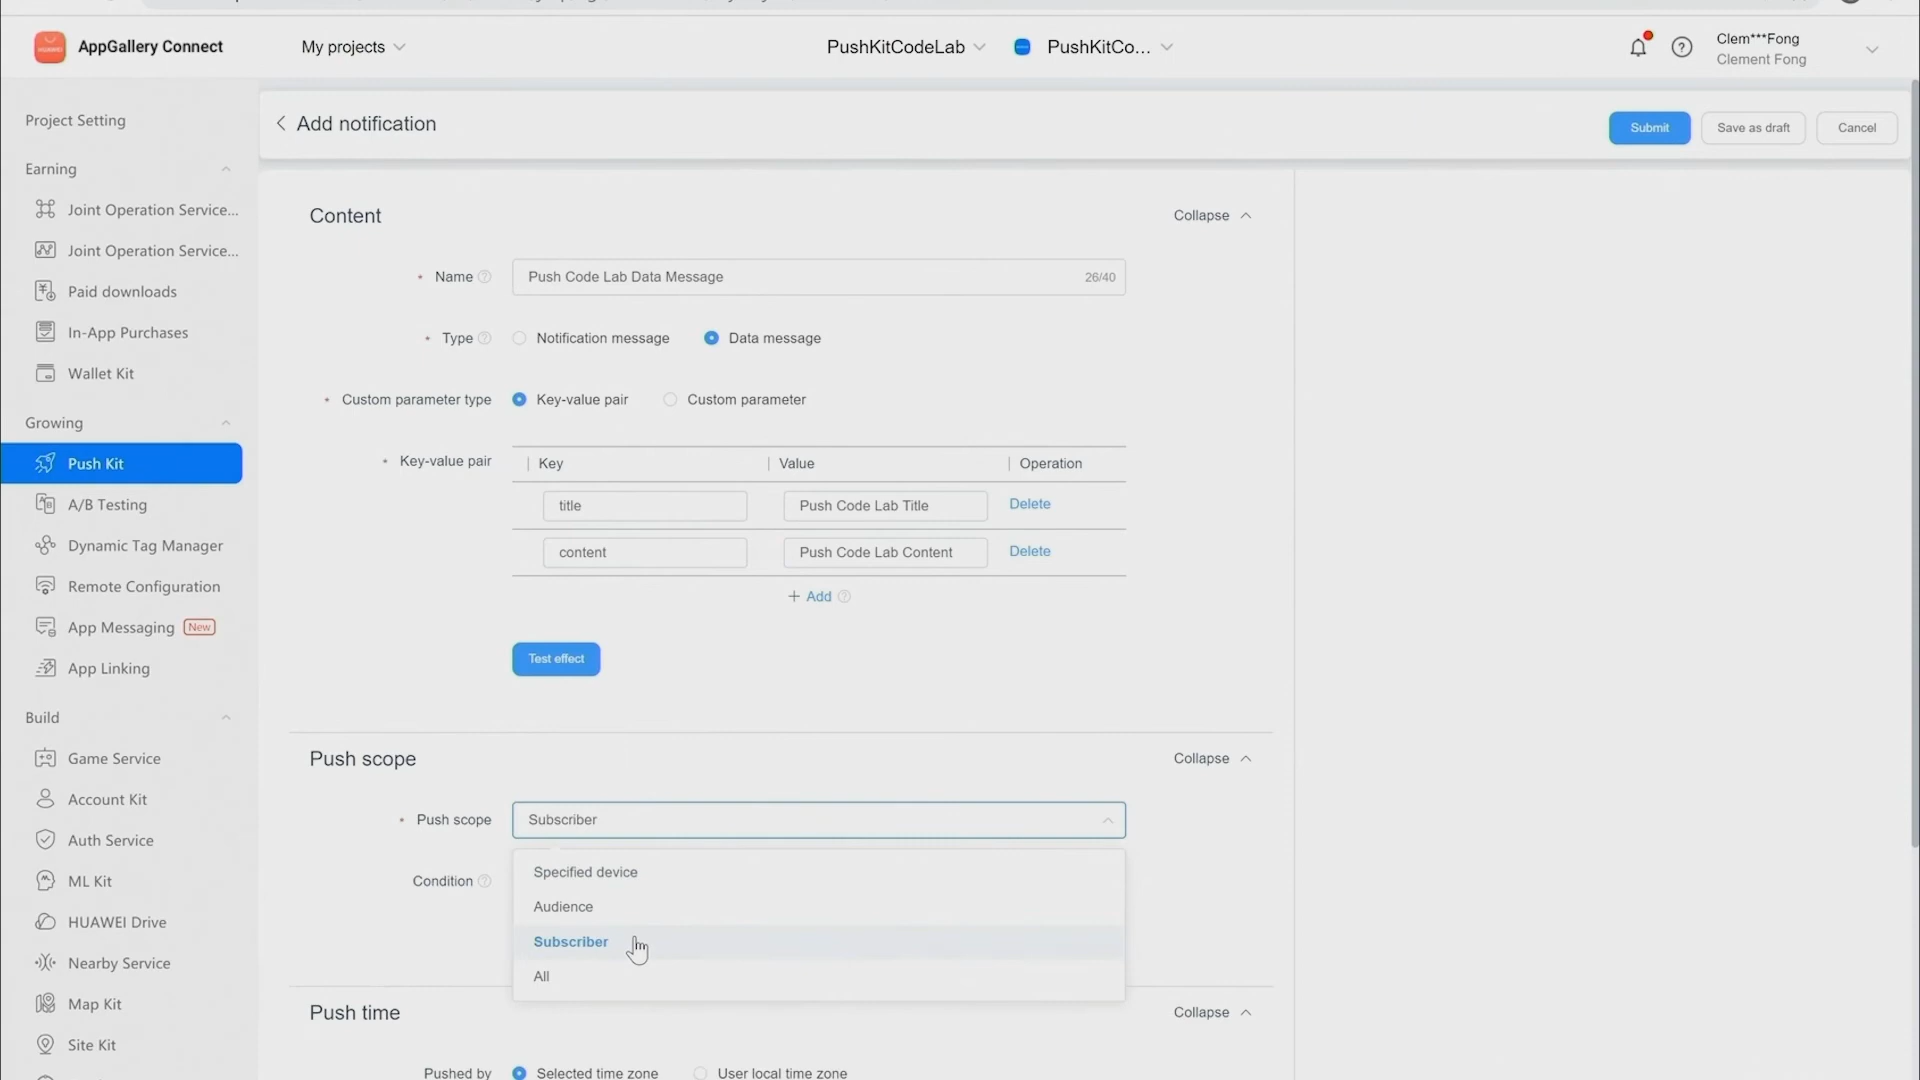 AppGallery Connect
My projects
PushKitCodeLab
PushKitCo...
Clem***Fong
Clement Fong
Project Setting
Earning
Joint Operation Service...
Joint Operation Service...
Paid downloads
In-App Purchases
Wallet Kit
Growing
Push Kit
A/B Testing
Dynamic Tag Manager
Remote Configuration
App Messaging New
App Linking
Build
Game Service
Account Kit
Auth Service
ML Kit
HUAWEI Drive
Nearby Service
Map Kit
Site Kit
Add notification
Submit
Save as draft
Cancel
Content
Collapse
* Name ? Push Code Lab Data Message 26/40
* Type ? Notification message Data message
* Custom parameter type Key-value pair Custom parameter
* Key-value pair
Key Value Operation
title Push Code Lab Title Delete
content Push Code Lab Content Delete
+ Add ?
Test effect
Push scope
Collapse
* Push scope Subscriber
Condition ?
Specified device
Audience
Subscriber
All
Push time
Collapse
Pushed by Selected time zone User local time zone